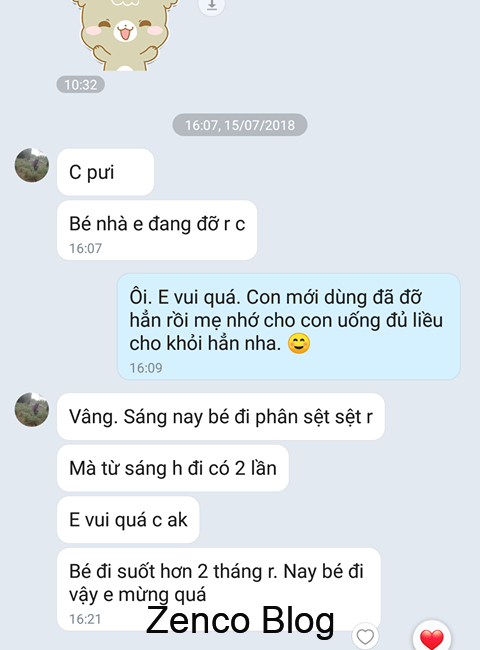 10:32
16:07, 15/07/2018
C pưi
Bé nhà e đang đỡ r c
16:07
Ôi. E vui quá. Con mới dùng đã đỡ
hẳn rồi mẹ nhớ cho con uống đủ liều
cho khỏi hẳn nha. 😊
16:09
Vâng. Sáng nay bé đi phân sệt sệt r
Mà từ sáng h đi có 2 lần
E vui quá c ak
Bé đi suốt hơn 2 tháng r. Nay bé đi
vậy e mừng quá
16:21
Zenco Blog